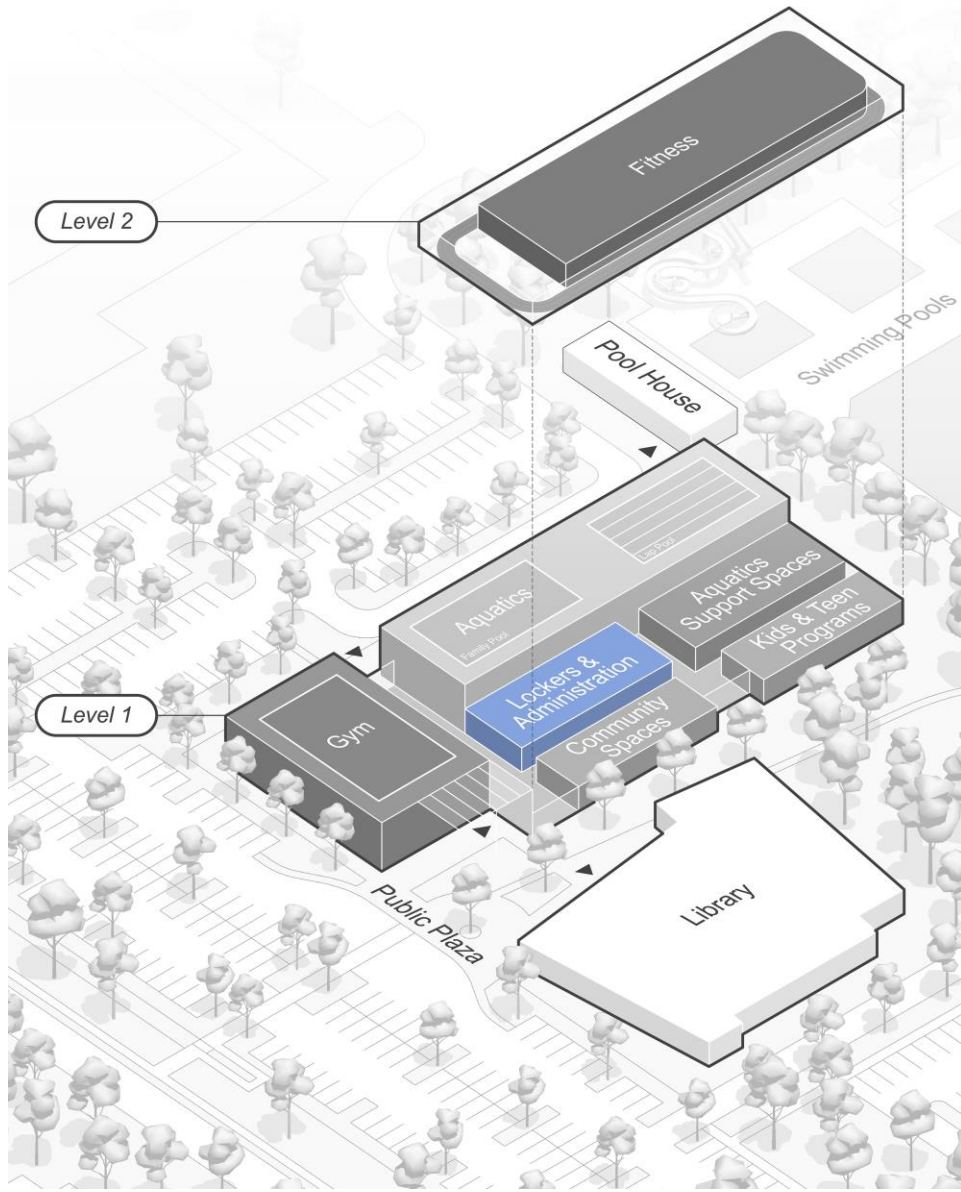 Fitness
Level 2
Swimming Pools
Pool House
Lap Pool
Aquatics
Family Pool
Aquatics
Support Spaces
Kids & Teen
Programs
Lockers &
Administration
Community
Spaces
Level 1
Gym
Public Plaza
Library